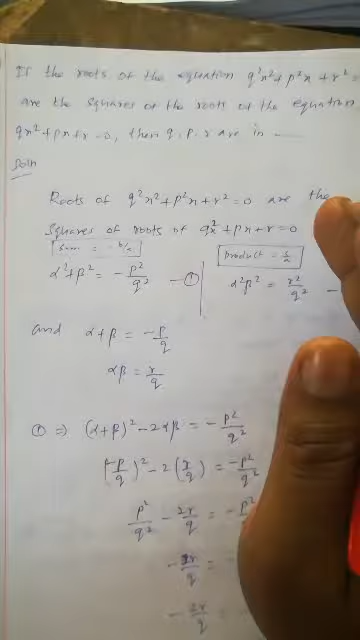 If the roots of the equation q²x²+p²x+r²=
are the squares of the roots of the equation
qx²+px+r=0, then q, p, r are in ......
Soln
Roots of q²x²+p²x+r²=0 are the
squares of roots of qx²+px+r=0
Sum = -b/a
product = c/a
α²+β² = -p²/q² —①
α²β² = r²/q² —
and α+β = -p/q
αβ = r/q
① ⇒ (α+β)²-2αβ = -p²/q²
(-p/q)²-2(r/q) = -p²/q²
p²/q² - 2r/q = -p²
-2r/q =
-2r/q =